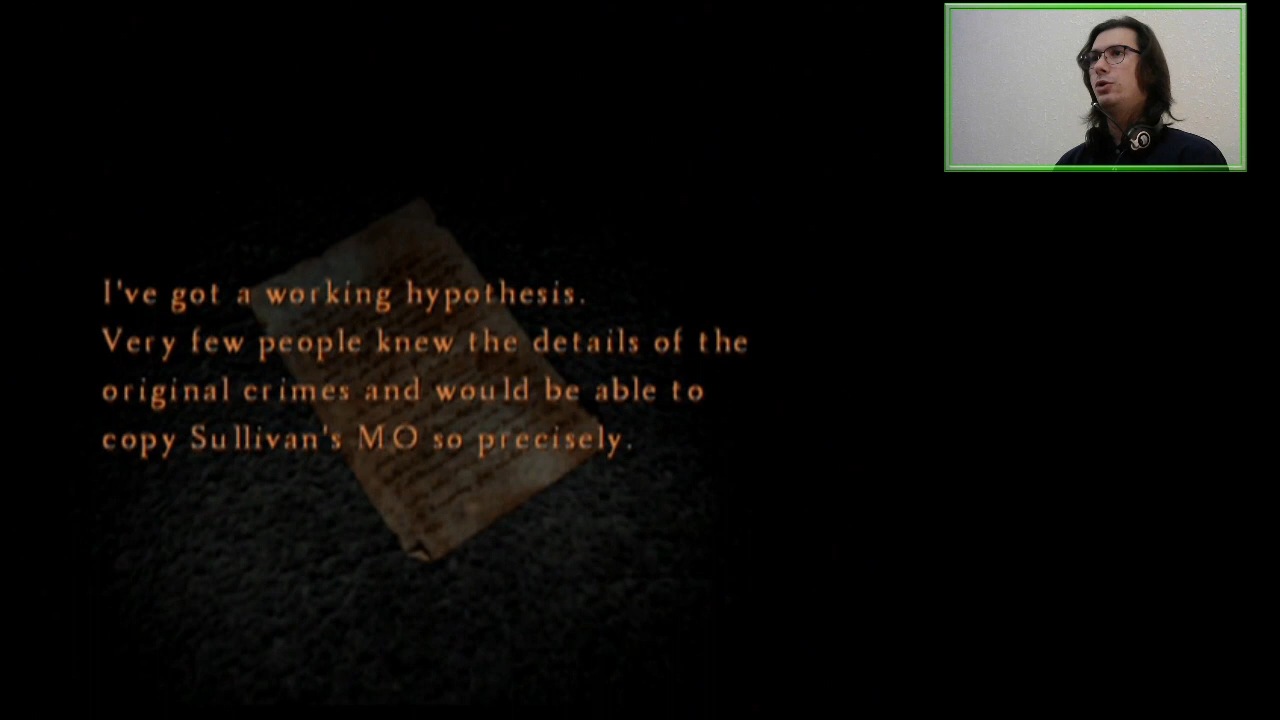 I've got a working hypothesis.
Very few people knew the details of the
original crimes and would be able to
copy Sullivan's MO so precisely.